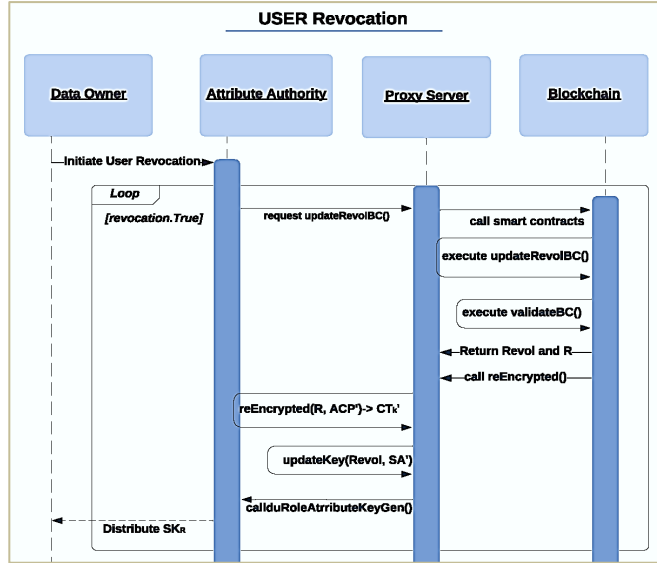 USER Revocation
Data Owner
Attribute Authority
Proxy Server
Blockchain
Initiate User Revocation
Loop
[revocation.True]
request updateRevolBC()
call smart contracts
execute updateRevolBC()
execute validateBC()
Return Revol and R
call reEncrypted()
reEncrypted(R, ACP')-> CTk'
updateKey(Revol, SA')
callduRoleAtrributeKeyGen()
Distribute SKR